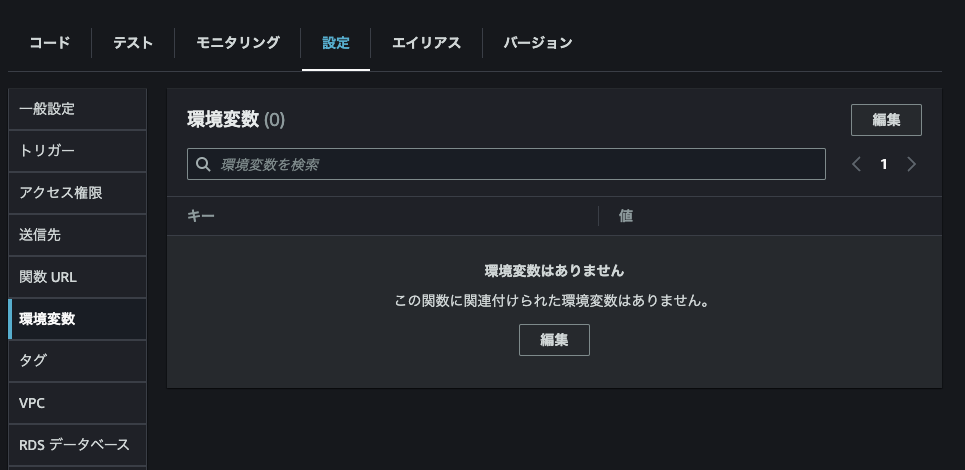 コード テスト モニタリング 設定 エイリアス バージョン
一般設定
トリガー
アクセス権限
送信先
関数 URL
環境変数
タグ
VPC
RDS データベース
環境変数 (0)
編集
環境変数を検索
1
キー 値
環境変数はありません
この関数に関連付けられた環境変数はありません。
編集